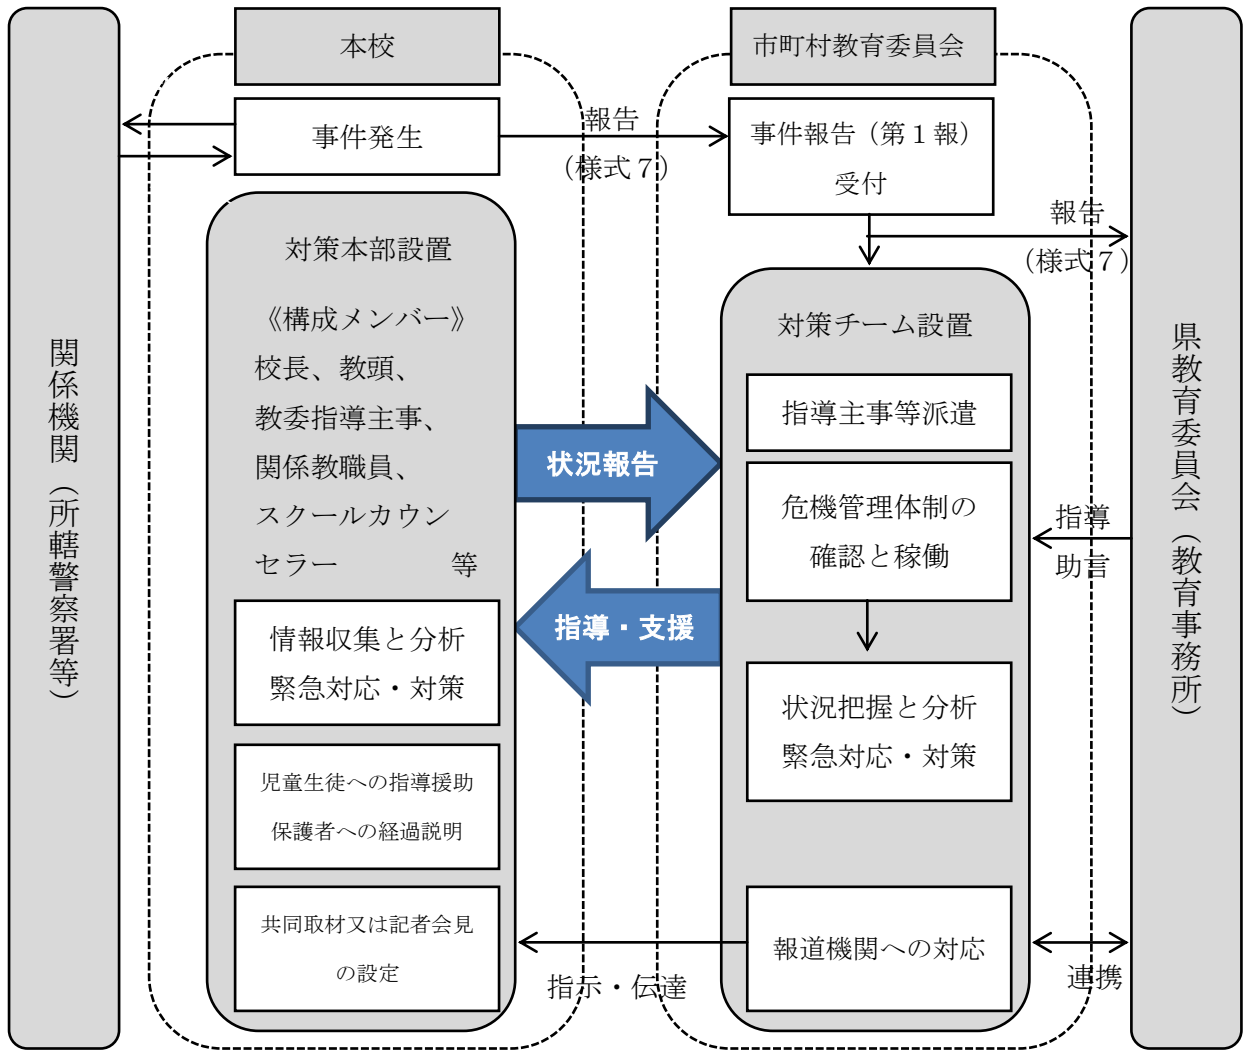 関係機関（所轄警察署等）
本校
事件発生
報告
（様式７）
対策本部設置
《構成メンバー》
校長、教頭、
教委指導主事、
関係教職員、
スクールカウン
セラー　　　　等
情報収集と分析
緊急対応・対策
児童生徒への指導援助
保護者への経過説明
共同取材又は記者会見
の設定
状況報告
指導・支援
指示・伝達
市町村教育委員会
事件報告（第１報）
受付
報告
（様式７）
対策チーム設置
指導主事等派遣
危機管理体制の
確認と稼働
状況把握と分析
緊急対応・対策
報道機関への対応
指導
助言
連携
県教育委員会（教育事務所）